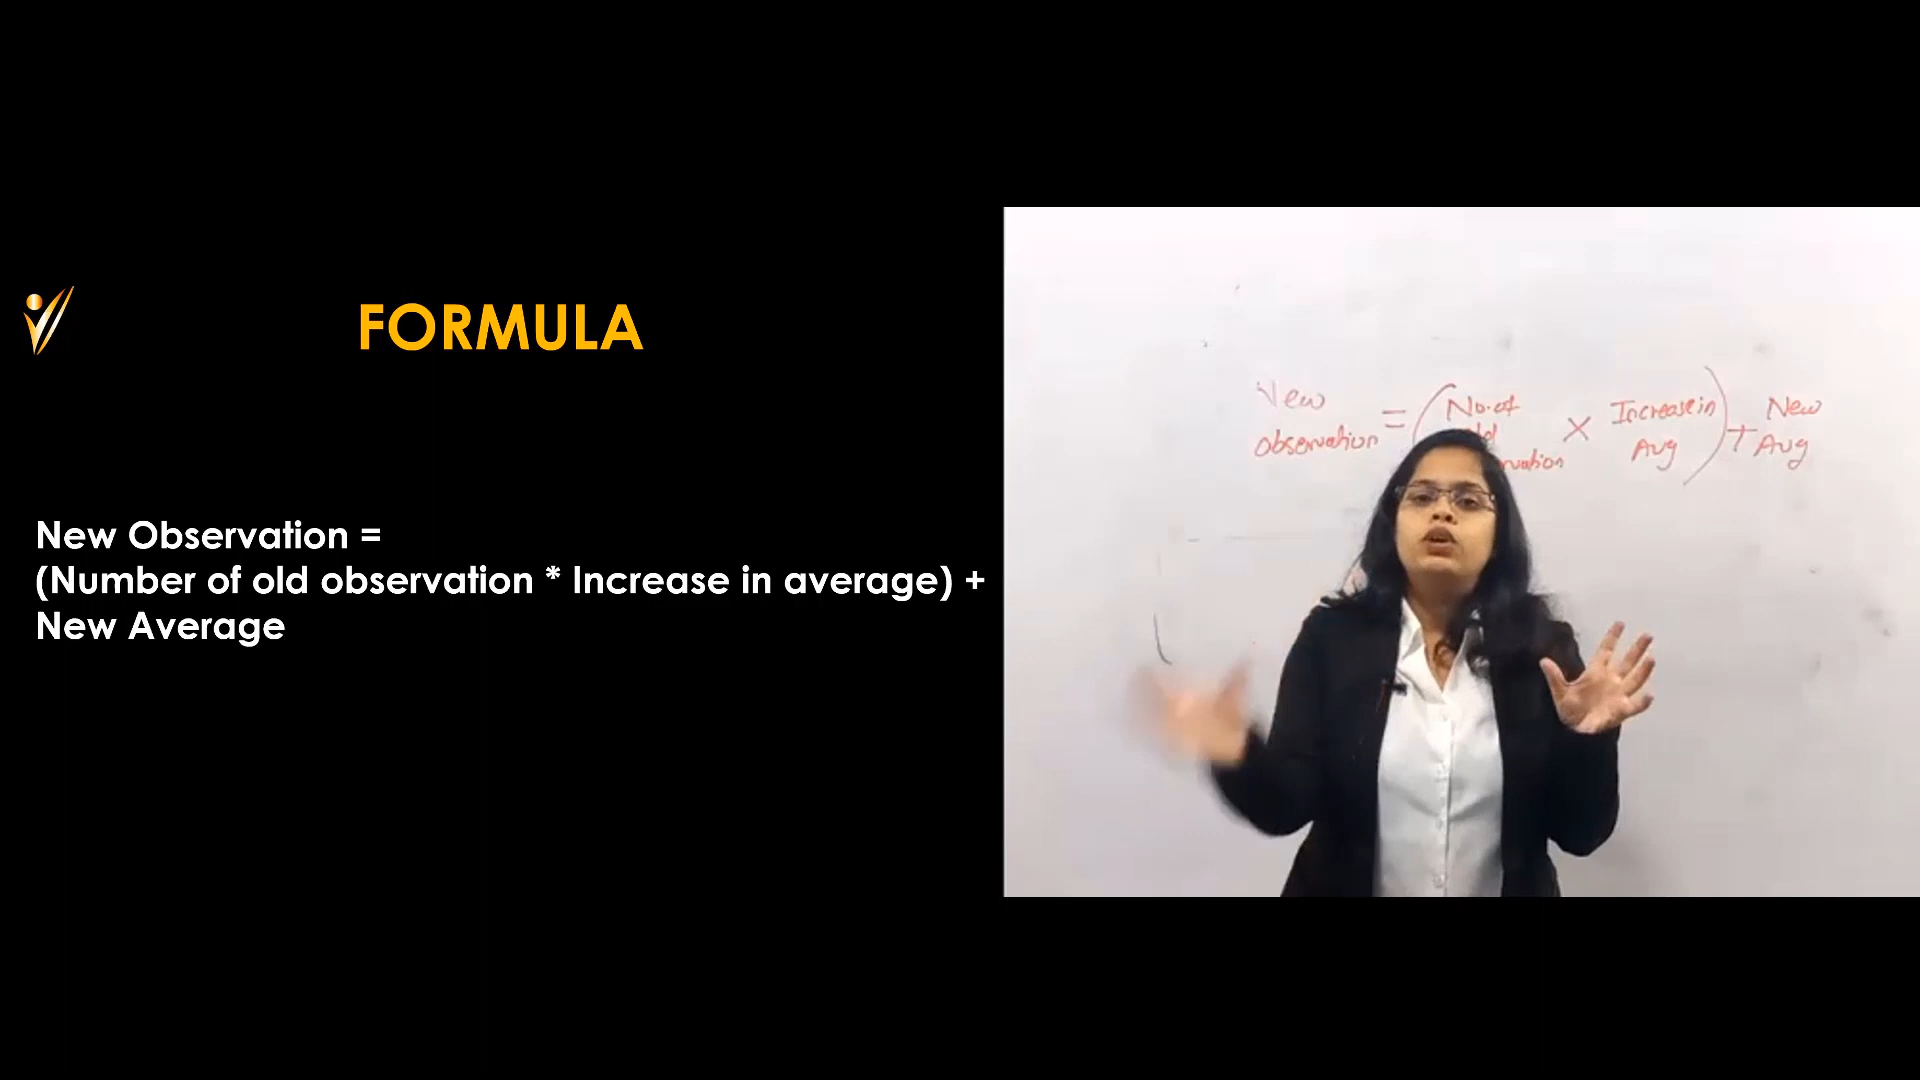 FORMULA
New Observation =
(Number of old observation * Increase in average) +
New Average
New
observation
=
(No.of
×
Increase in
Avg
)
+
New
Avg